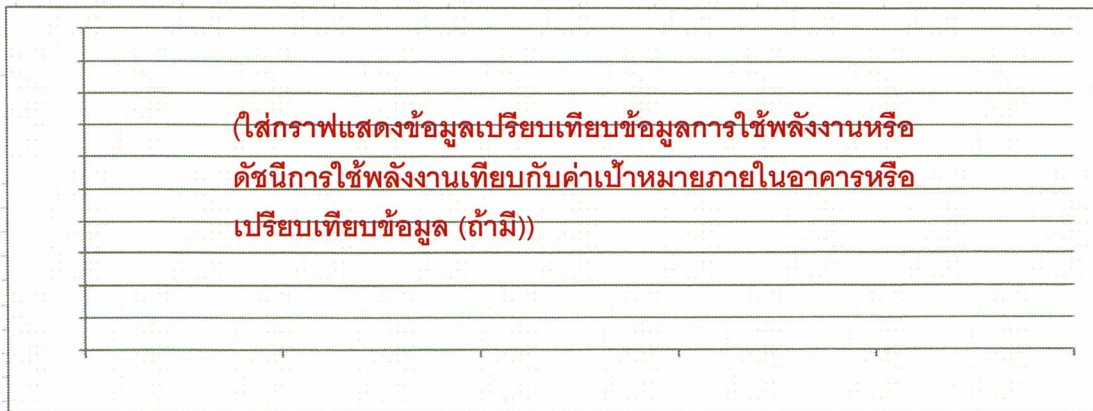 (ใส่กราฟแสดงข้อมูลเปรียบเทียบข้อมูลการใช้พลังงานหรือ
ดัชนีการใช้พลังงานเทียบกับค่าเป้าหมายภายในอาคารหรือ
เปรียบเทียบข้อมูล (ถ้ามี))